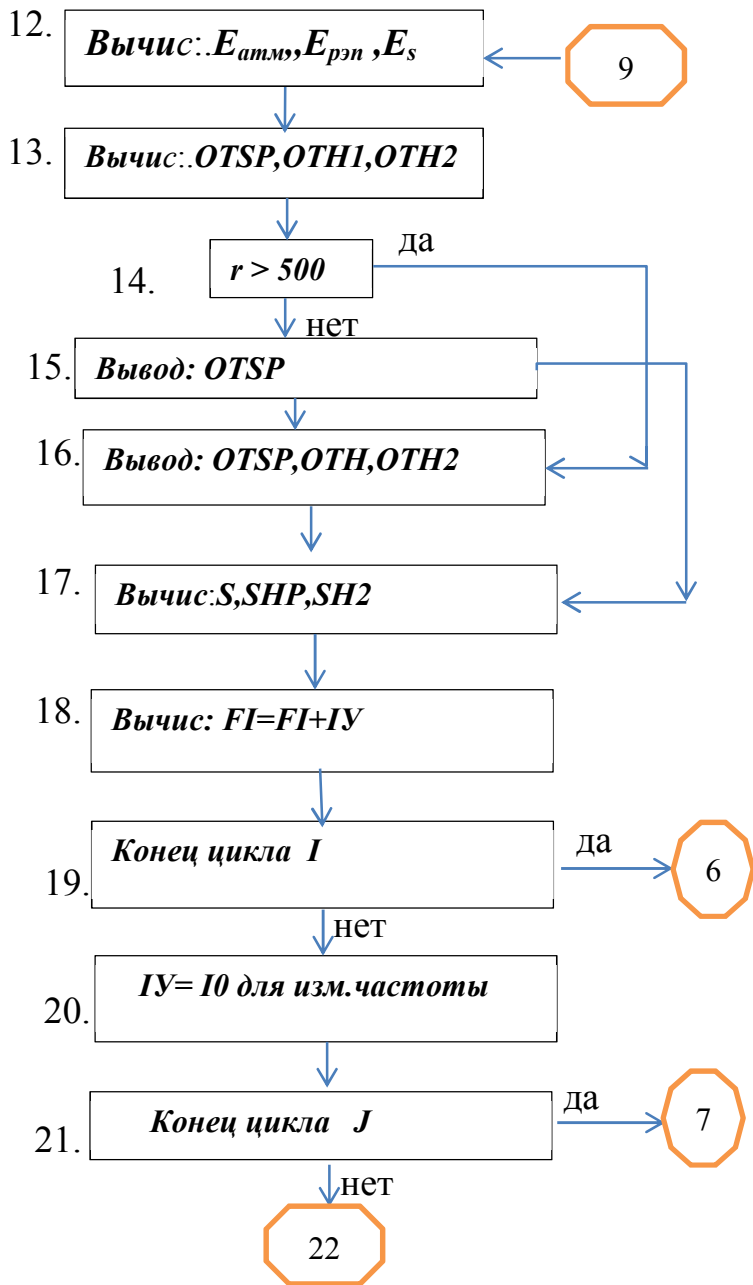 12. Вычис:.Eатм,,Eрэп ,Es
9
13. Вычис:.OTSP,OTH1,OTH2
14. r > 500 да
нет
15. Вывод: OTSP
16. Вывод: OTSP,OTH,OTH2
17. Вычис:S,SHP,SH2
18. Вычис: FI=FI+IУ
19. Конец цикла I да
6
нет
20. IУ= I0 для изм.частоты
21. Конец цикла J да
7
нет
22